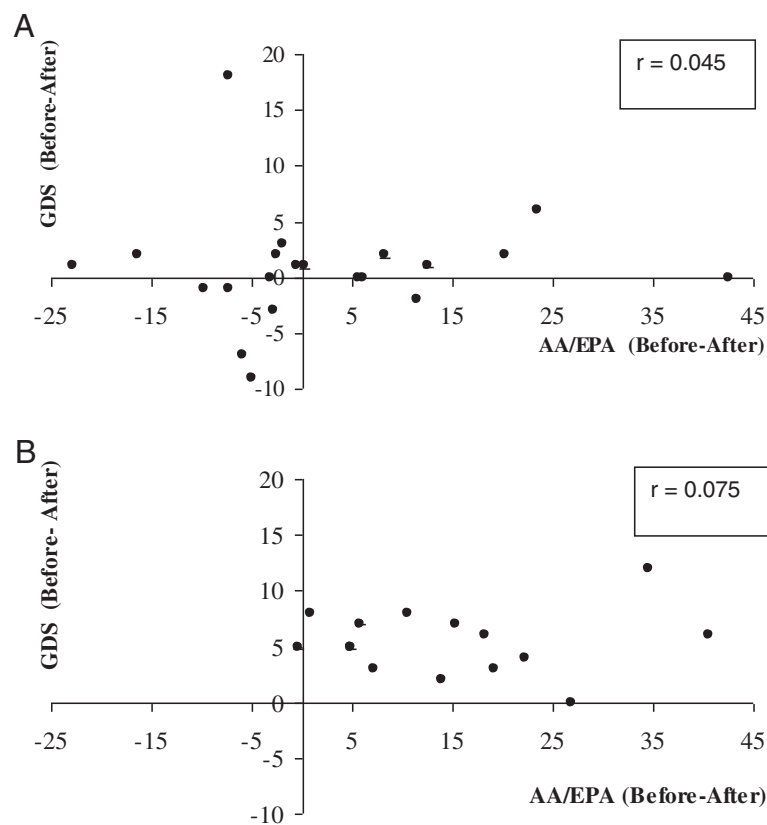 A
r = 0.045
GDS (Before-After)
20
15
10
5
0
-5
-10
-25 -15 -5 5 15 25 35 45
AA/EPA (Before-After)
B
r = 0.075
GDS (Before- After)
20
15
10
5
0
-5
-10
-25 -15 -5 5 15 25 35 45
AA/EPA (Before-After)